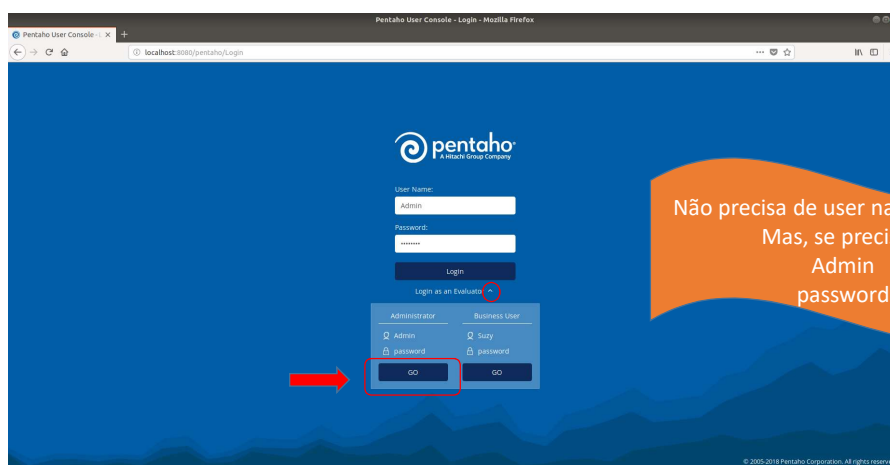 Pentaho User Console - Login - Mozilla Firefox
Pentaho User Console - L
localhost:8080/pentaho/Login
pentaho
A Hitachi Group Company
User Name:
Admin
Password:
••••••••
Login
Login as an Evaluator
Administrator Business User
Admin Suzy
password password
GO GO
Não precisa de user na
Mas, se preci
Admin
password
© 2005-2018 Pentaho Corporation. All rights reserve